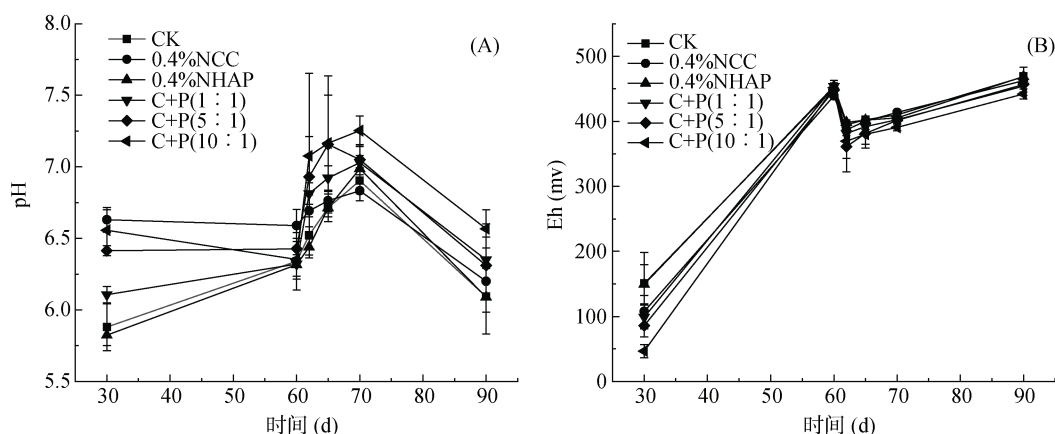 (A)
CK
0.4%NCC
0.4%NHAP
C+P(1∶1)
C+P(5∶1)
C+P(10∶1)
pH
8.0
7.5
7.0
6.5
6.0
5.5
30 40 50 60 70 80 90
时间 (d)
(B)
CK
0.4%NCC
0.4%NHAP
C+P(1∶1)
C+P(5∶1)
C+P(10∶1)
Eh (mv)
500
400
300
200
100
0
30 40 50 60 70 80 90
时间 (d)